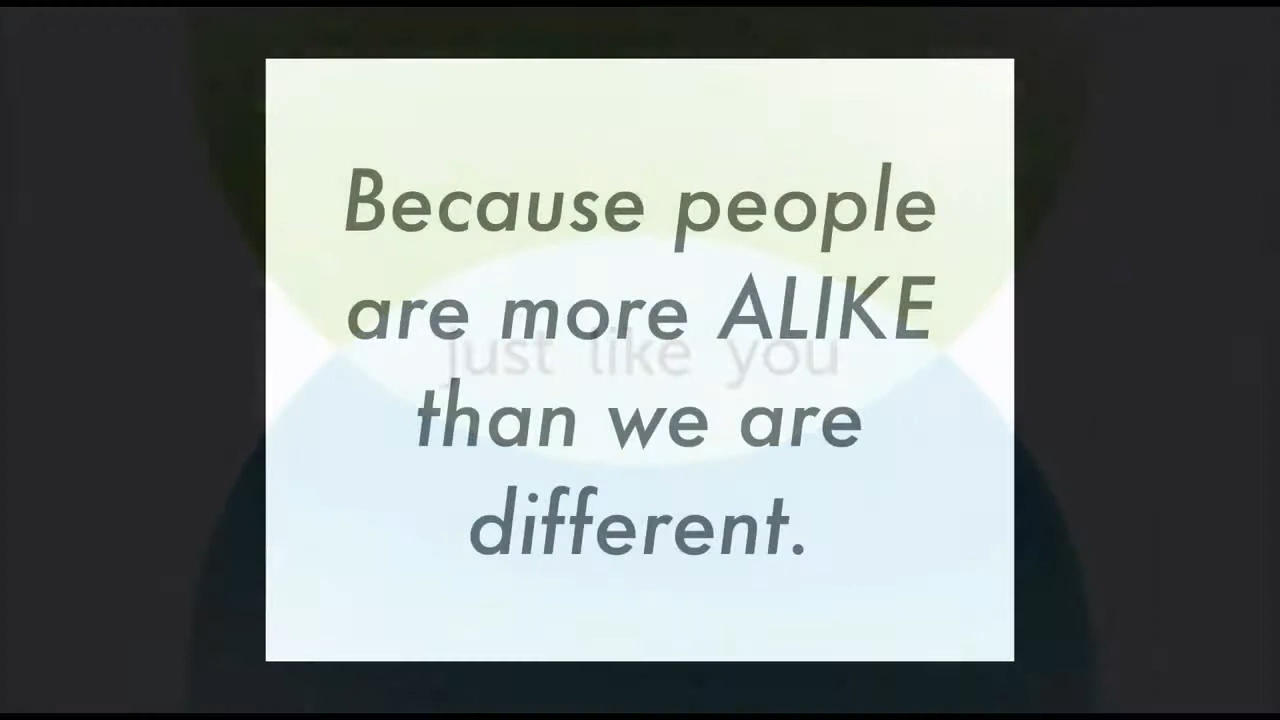 Because people
are more ALIKE
just like you
than we are
different.